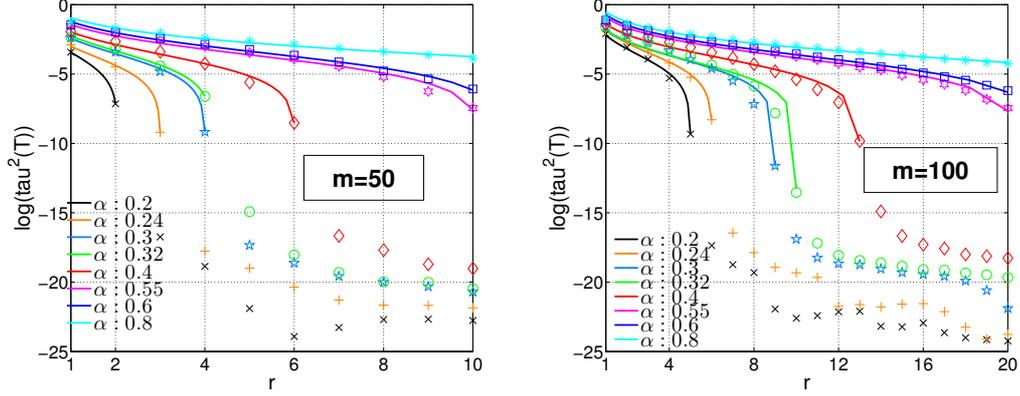 0
−5
−10
−15
−20
−25
log(tau²(T))
1 2 4 6 8 10
r
m=50
α : 0.2
α : 0.24
α : 0.3
α : 0.32
α : 0.4
α : 0.55
α : 0.6
α : 0.8
0
−5
−10
−15
−20
−25
log(tau²(T))
1 4 8 12 16 20
r
m=100
α : 0.2
α : 0.24
α : 0.3
α : 0.32
α : 0.4
α : 0.55
α : 0.6
α : 0.8